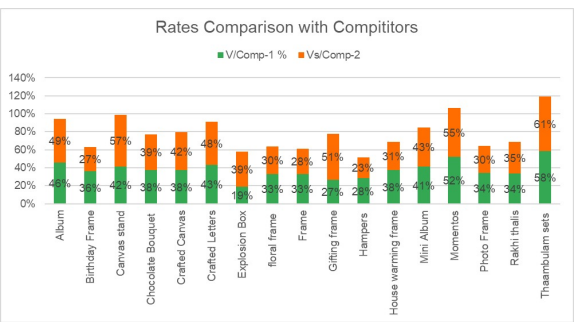 Rates Comparison with Compititors
V/Comp-1 % Vs/Comp-2
140%
120%
100%
80%
60%
40%
20%
0%
49% 27% 57% 39% 42% 48% 39% 30% 28% 51% 23% 31% 43% 55% 30% 35% 61%
46% 36% 42% 38% 38% 43% 19% 33% 33% 27% 28% 38% 41% 52% 34% 34% 58%
Album
Birthday Frame
Canvas stand
Chocolate Bouquet
Crafted Canvas
Crafted Letters
Explosion Box
floral frame
Frame
Gifting frame
Hampers
House warming frame
Mini Album
Momentos
Photo Frame
Rakhi thalis
Thaambulam sets